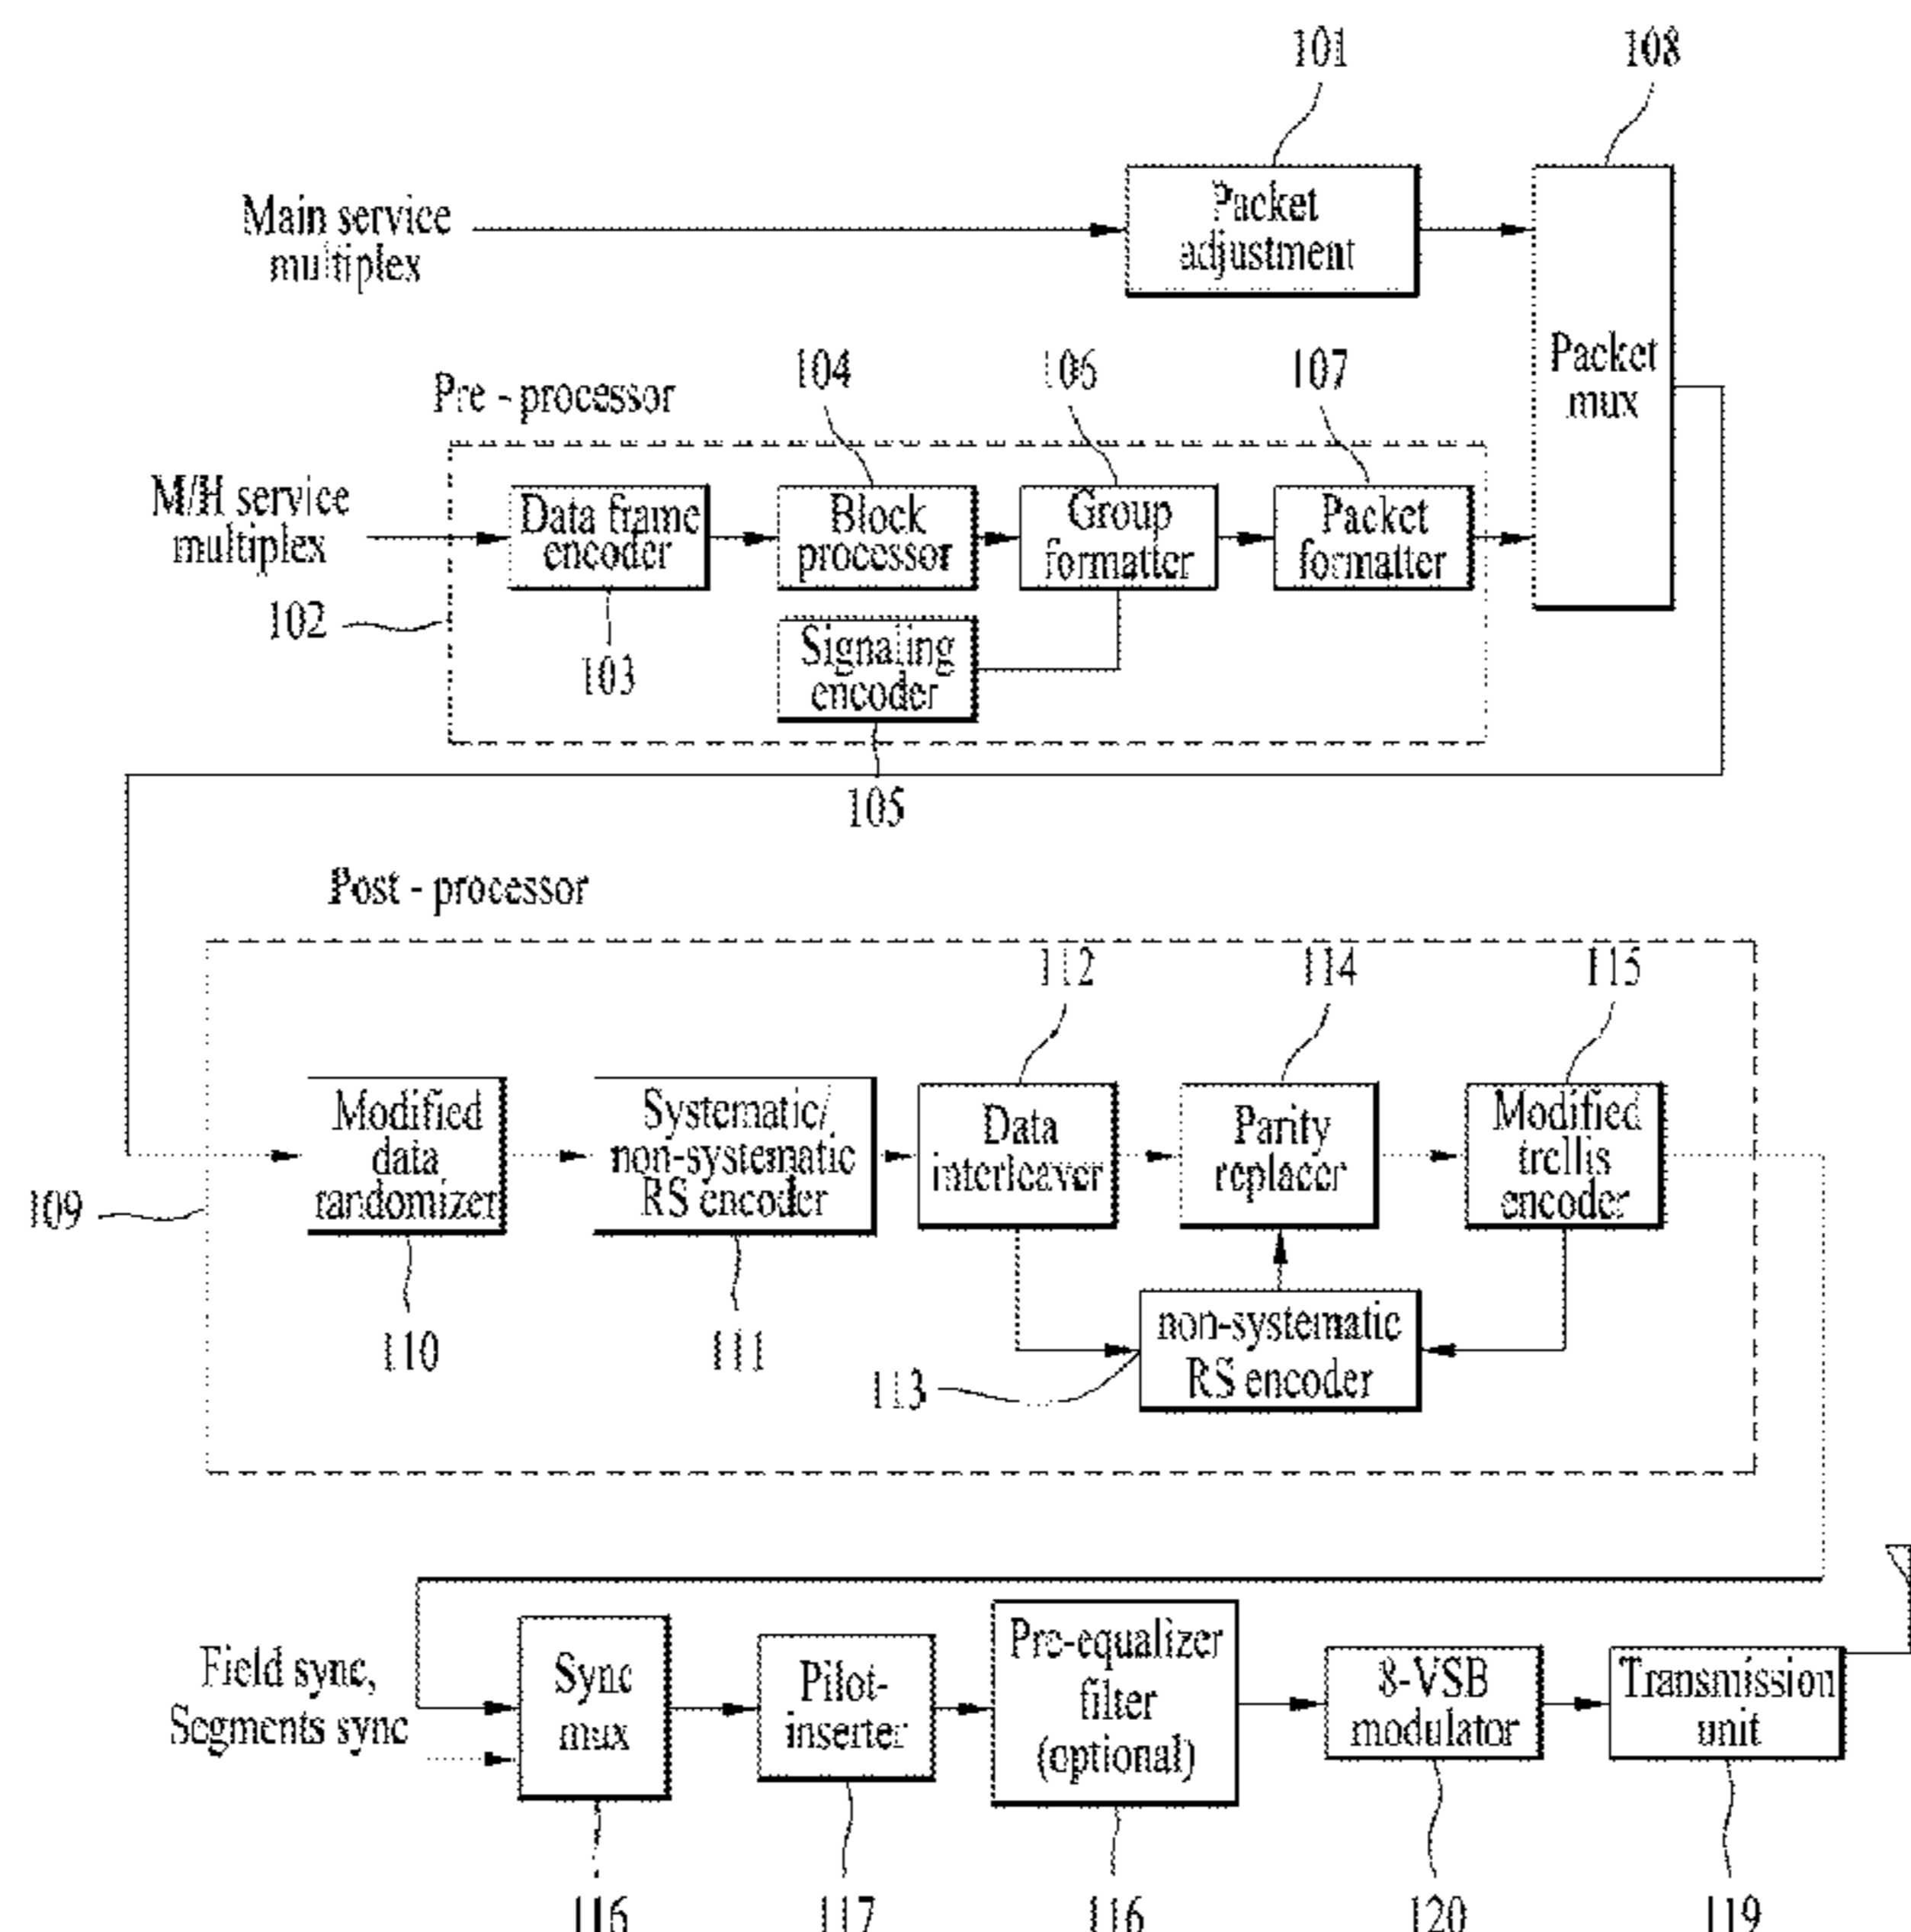 101
108
Main service
multiplex
Packet
adjustment
Packet
mux
Pre - processor
104
106
107
M/H service
multiplex
Data frame
encoder
Block
processor
Group
formatter
Packet
formatter
102
103
Signaling
encoder
105
Post - processor
112
114
115
Modified
data
randomizer
Systematic/
non-systematic
RS encoder
Data
interleaver
Parity
replacer
Modified
trellis
encoder
109
110
111
113
non-systematic
RS encoder
Field sync,
Segments sync
Sync
mux
Pilot-
inserter
Pre-equalizer
filter
(optional)
8-VSB
modulator
Transmission
unit
116
117
116
120
119